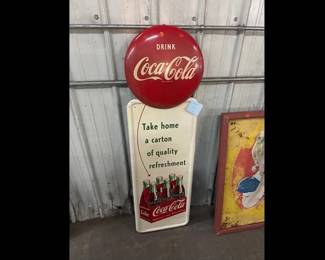 DRINK
Coca-Cola
Take home
a carton
of quality
refreshment
Coca-Cola